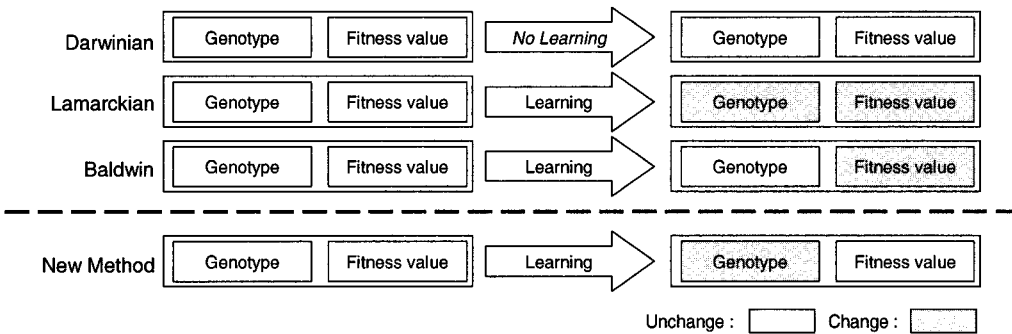 Darwinian Genotype Fitness value No Learning Genotype Fitness value
Lamarckian Genotype Fitness value Learning Genotype Fitness value
Baldwin Genotype Fitness value Learning Genotype Fitness value
New Method Genotype Fitness value Learning Genotype Fitness value
Unchange : Change :